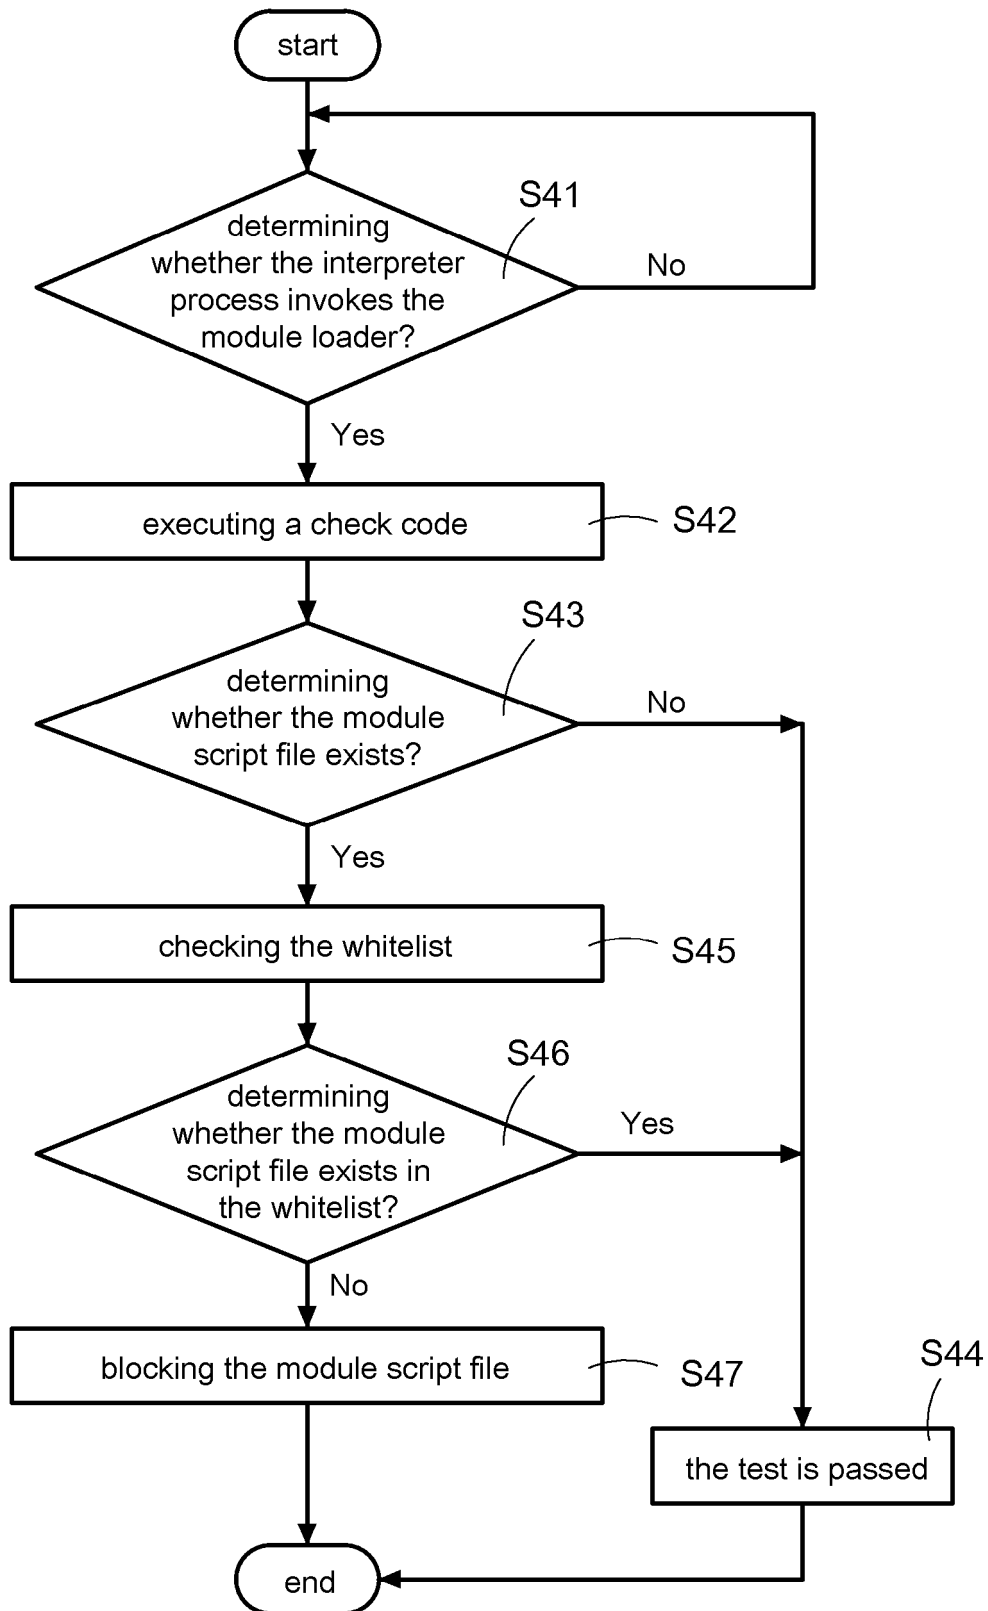 start
S41
determining
whether the interpreter
process invokes the
module loader?
No
Yes
executing a check code
S42
S43
determining
whether the module
script file exists?
No
Yes
checking the whitelist
S45
S46
determining
whether the module
script file exists in
the whitelist?
Yes
No
blocking the module script file
S47
S44
the test is passed
end